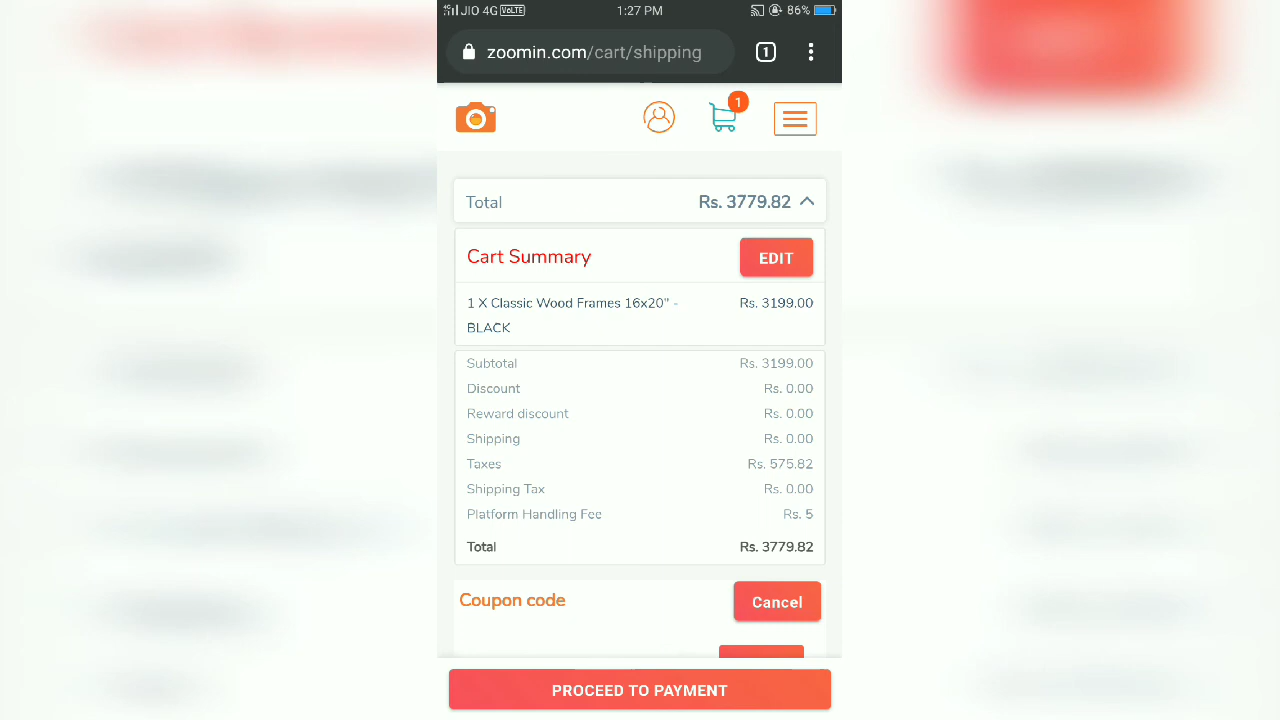 JIO 4G VoLTE 1:27 PM 86%
zoomin.com/cart/shipping 1
1
Total Rs. 3779.82
Cart Summary EDIT
1 X Classic Wood Frames 16x20" - Rs. 3199.00
BLACK
Subtotal Rs. 3199.00
Discount Rs. 0.00
Reward discount Rs. 0.00
Shipping Rs. 0.00
Taxes Rs. 575.82
Shipping Tax Rs. 0.00
Platform Handling Fee Rs. 5
Total Rs. 3779.82
Coupon code Cancel
PROCEED TO PAYMENT